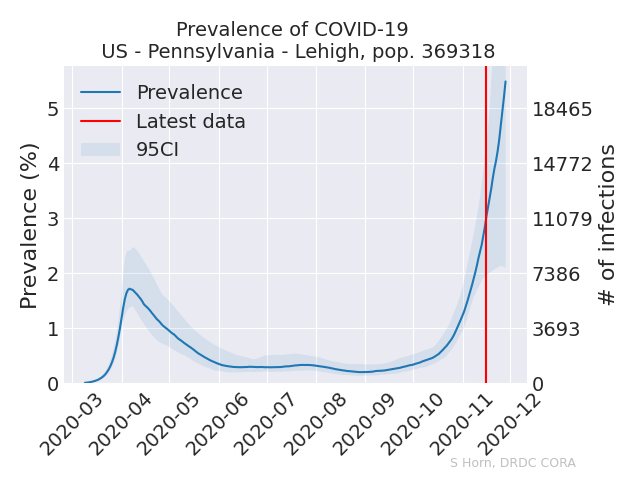 Prevalence of COVID-19
US - Pennsylvania - Lehigh, pop. 369318
Prevalence
Latest data
95CI
Prevalence (%)
5
4
3
2
1
0
18465
14772
11079
7386
3693
0
# of infections
2020-03
2020-04
2020-05
2020-06
2020-07
2020-08
2020-09
2020-10
2020-11
2020-12
S Horn, DRDC CORA